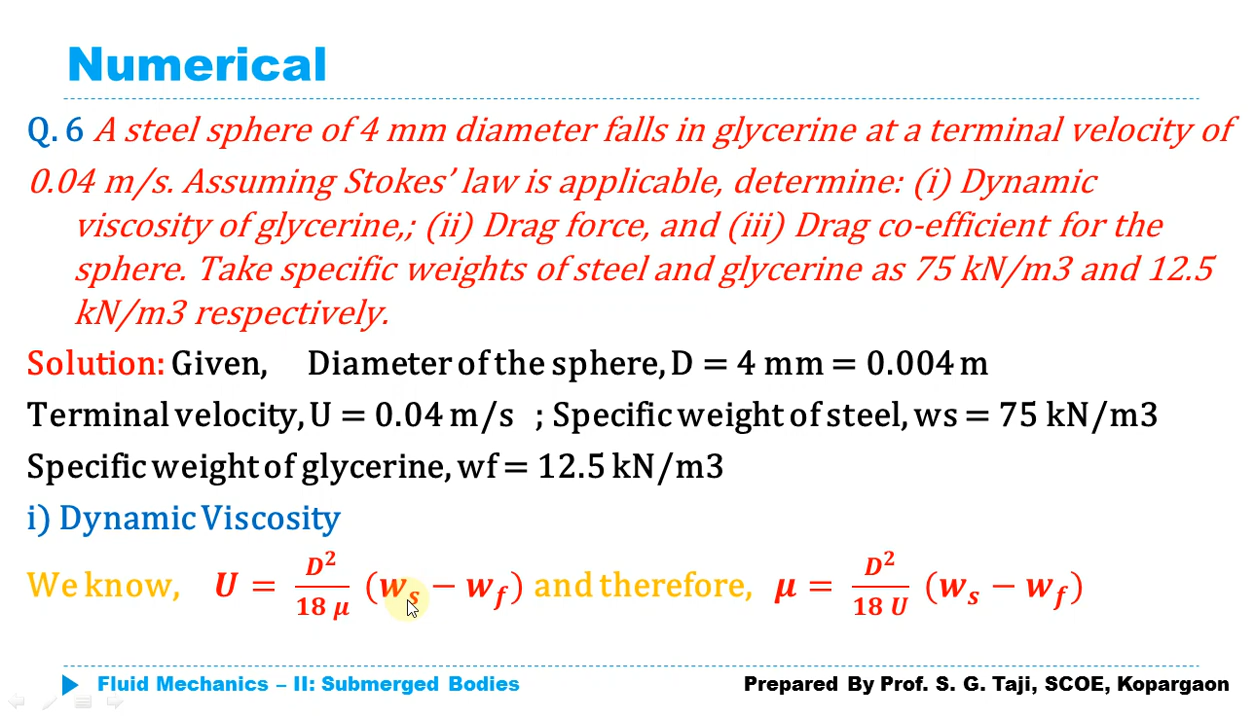 Numerical
Q. 6 A steel sphere of 4 mm diameter falls in glycerine at a terminal velocity of
0.04 m/s. Assuming Stokes’ law is applicable, determine: (i) Dynamic
viscosity of glycerine,; (ii) Drag force, and (iii) Drag co-efficient for the
sphere. Take specific weights of steel and glycerine as 75 kN/m3 and 12.5
kN/m3 respectively.
Solution: Given, Diameter of the sphere, D = 4 mm = 0.004 m
Terminal velocity, U = 0.04 m/s ; Specific weight of steel, ws = 75 kN/m3
Specific weight of glycerine, wf = 12.5 kN/m3
i) Dynamic Viscosity
We know, U = D²/18 μ (w_s − w_f) and therefore, μ = D²/18 U (w_s − w_f)
Fluid Mechanics – II: Submerged Bodies Prepared By Prof. S. G. Taji, SCOE, Kopargaon